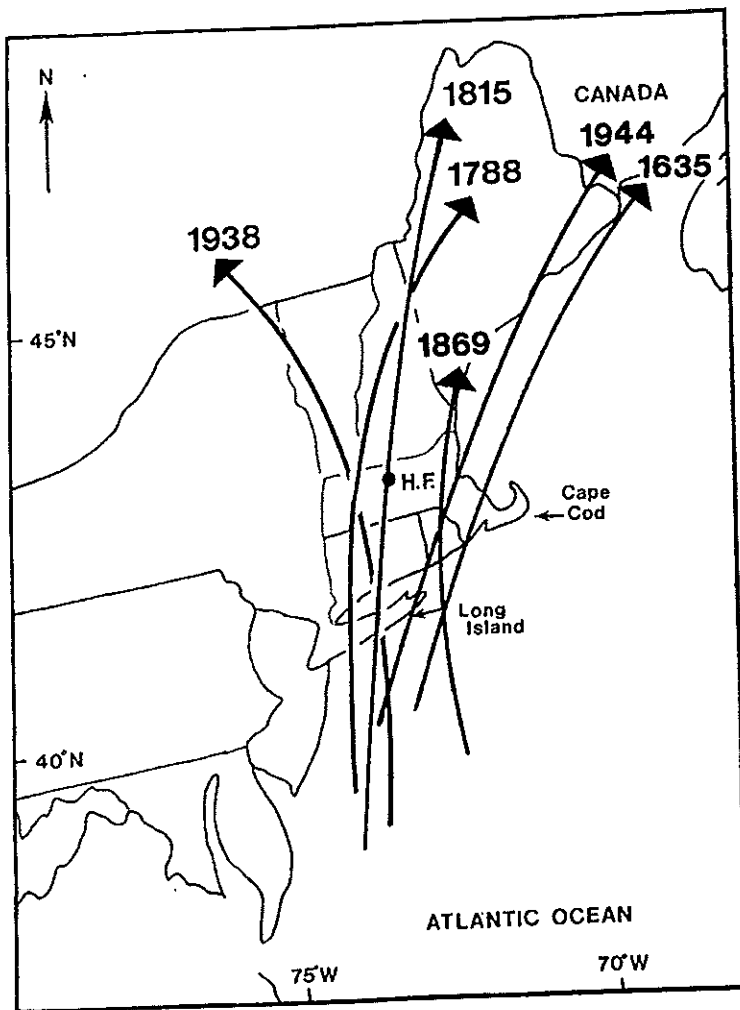 N
1815
CANADA
1944
1635
1788
1938
45°N
1869
H.F.
Cape
Cod
Long
Island
40°N
ATLANTIC OCEAN
75°W
70°W